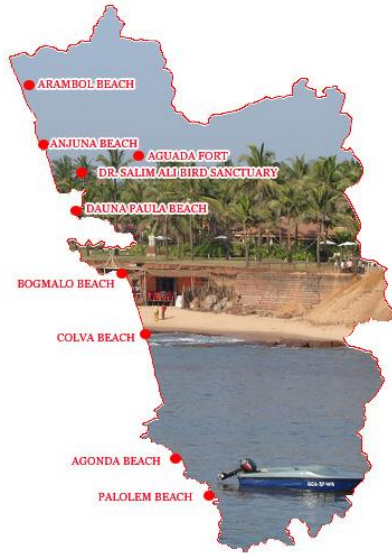 ARAMBOL BEACH
ANJUNA BEACH
AGUADA FORT
DR. SALIM ALI BIRD SANCTUARY
DAUNA PAULA BEACH
BOGMALO BEACH
COLVA BEACH
AGONDA BEACH
PALOLEM BEACH